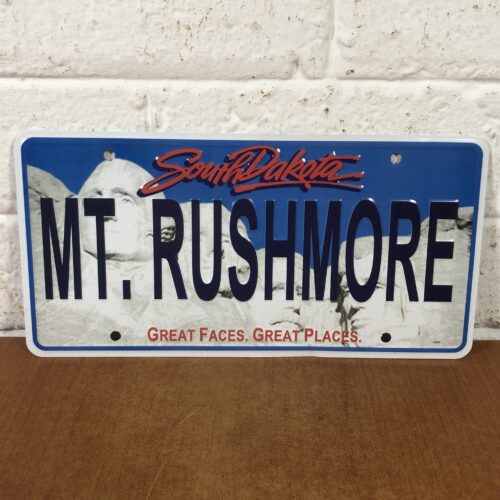 South Dakota
MT. RUSHMORE
GREAT FACES. GREAT PLACES.